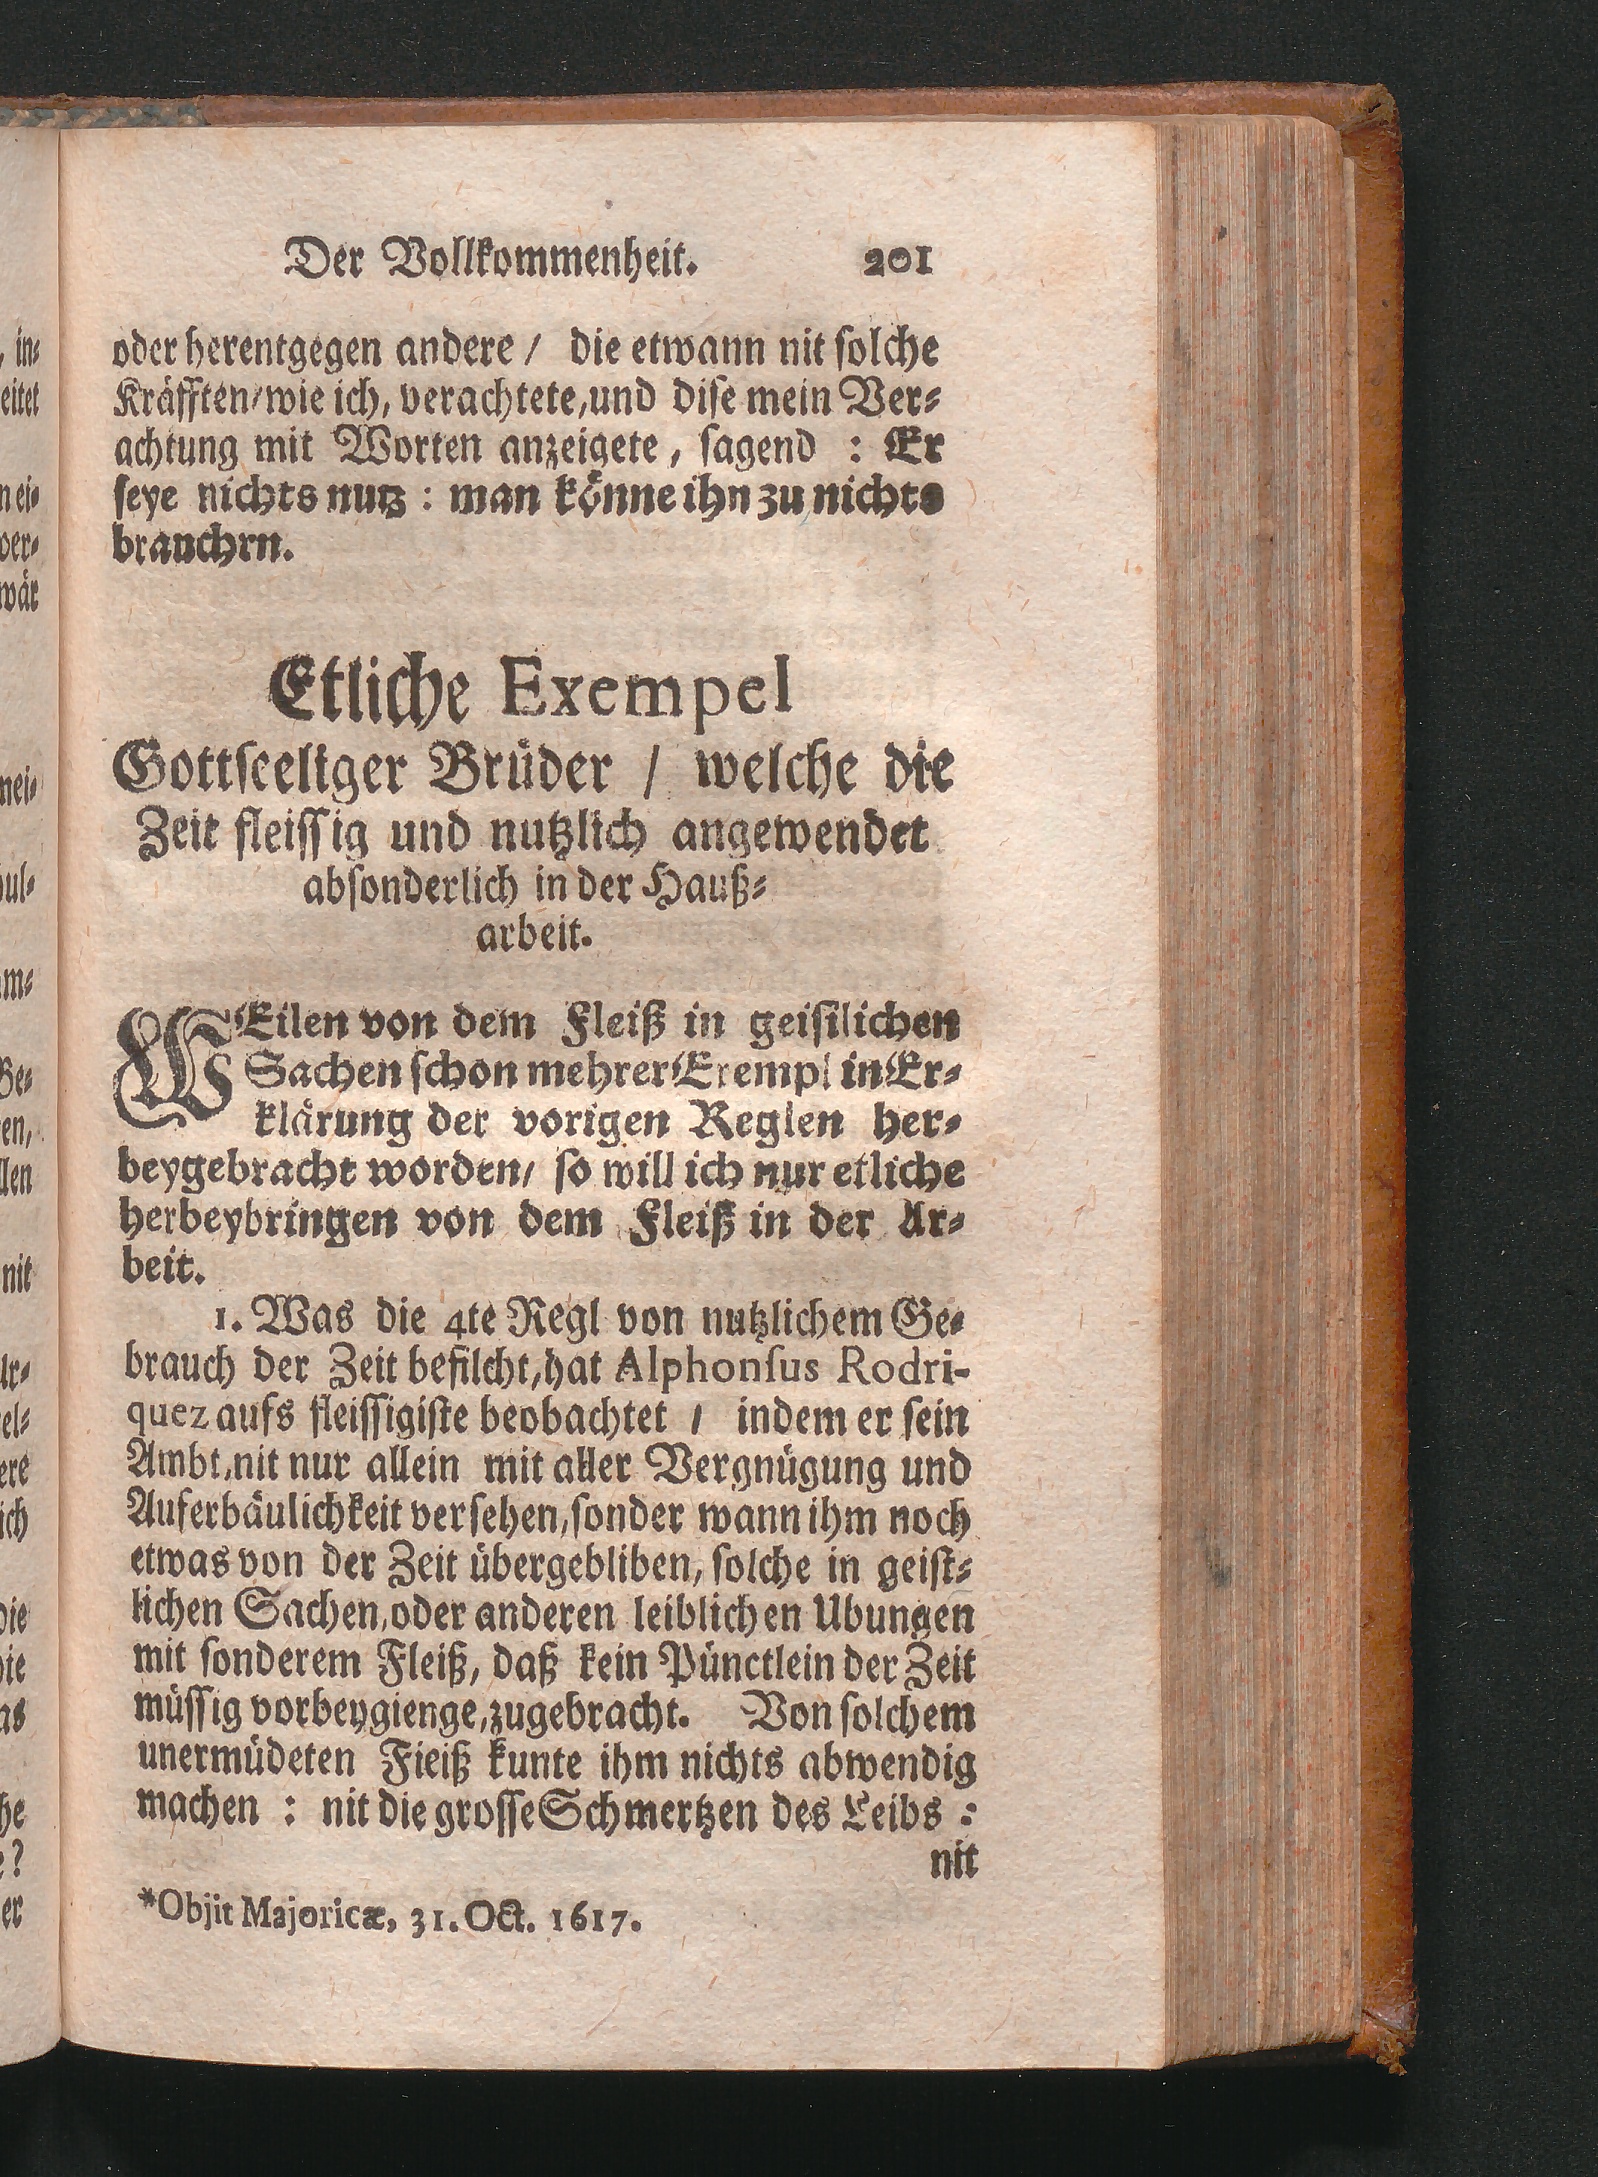 Der Vollkommenheit. 201
oder herentgegen andere / die etwann nit solche
Kräfften/wie ich, verachtete,und dise mein Ver-
achtung mit Worten anzeigete, sagend : Er
seye nichts nutz : man könne ihn zu nichts
brauchrn.
Etliche Exempel
Gottseeliger Brüder / welche die
Zeit fleissig und nutzlich angewendet
absonderlich in der Hauß-
arbeit.
WEilen von dem Fleiß in geistlichen
Sachen schon mehrer Exempl in Er-
klärung der vorigen Reglen her-
beygebracht worden/ so will ich nur etliche
herbeybringen von dem Fleiß in der Ar-
beit.
1. Was die 4te Regl von nutzlichem Ge-
brauch der Zeit befilcht,hat Alphonsus Rodri-
quez aufs fleissigiste beobachtet / indem er sein
Ambt,nit nur allein mit aller Vergnügung und
Auferbäulichkeit versehen,sonder wann ihm noch
etwas von der Zeit übergebliben, solche in geist-
lichen Sachen,oder anderen leiblichen Ubungen
mit sonderem Fleiß, daß kein Pünctlein der Zeit
müssig vorbeygienge,zugebracht. Von solchem
unermüdeten Fieiß kunte ihm nichts abwendig
machen : nit die grosse Schmertzen des Leibs :
nit
*Objit Majoricæ, 31. Oct. 1617.